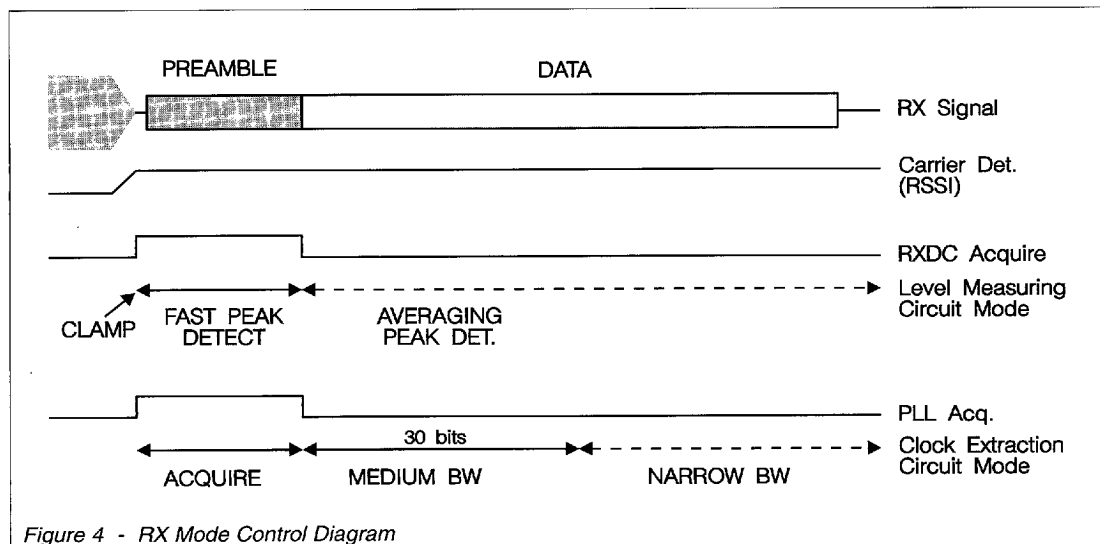 PREAMBLE DATA
RX Signal
Carrier Det.
(RSSI)
RXDC Acquire
Level Measuring
Circuit Mode
CLAMP
FAST PEAK
DETECT
AVERAGING
PEAK DET.
PLL Acq.
30 bits
Clock Extraction
Circuit Mode
ACQUIRE MEDIUM BW NARROW BW
Figure 4 - RX Mode Control Diagram